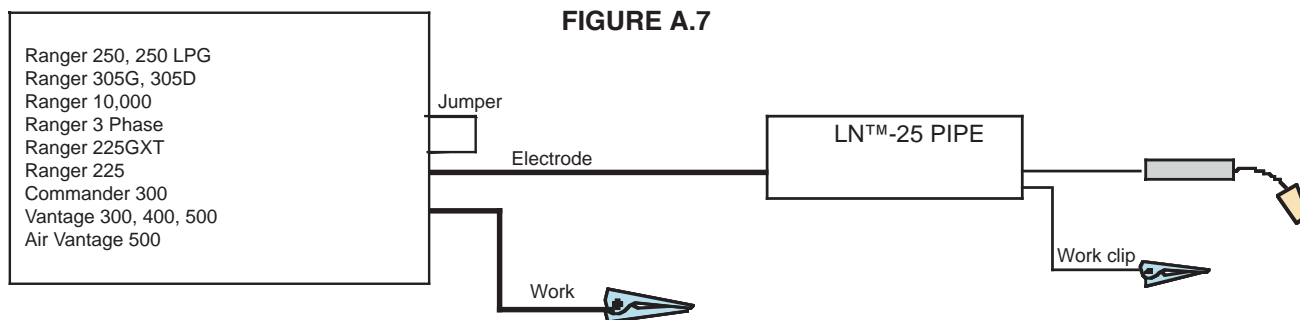 FIGURE A.7
Ranger 250, 250 LPG
Ranger 305G, 305D
Ranger 10,000
Ranger 3 Phase
Ranger 225GXT
Ranger 225
Commander 300
Vantage 300, 400, 500
Air Vantage 500
Jumper
Electrode
LN™-25 PIPE
Work clip
Work